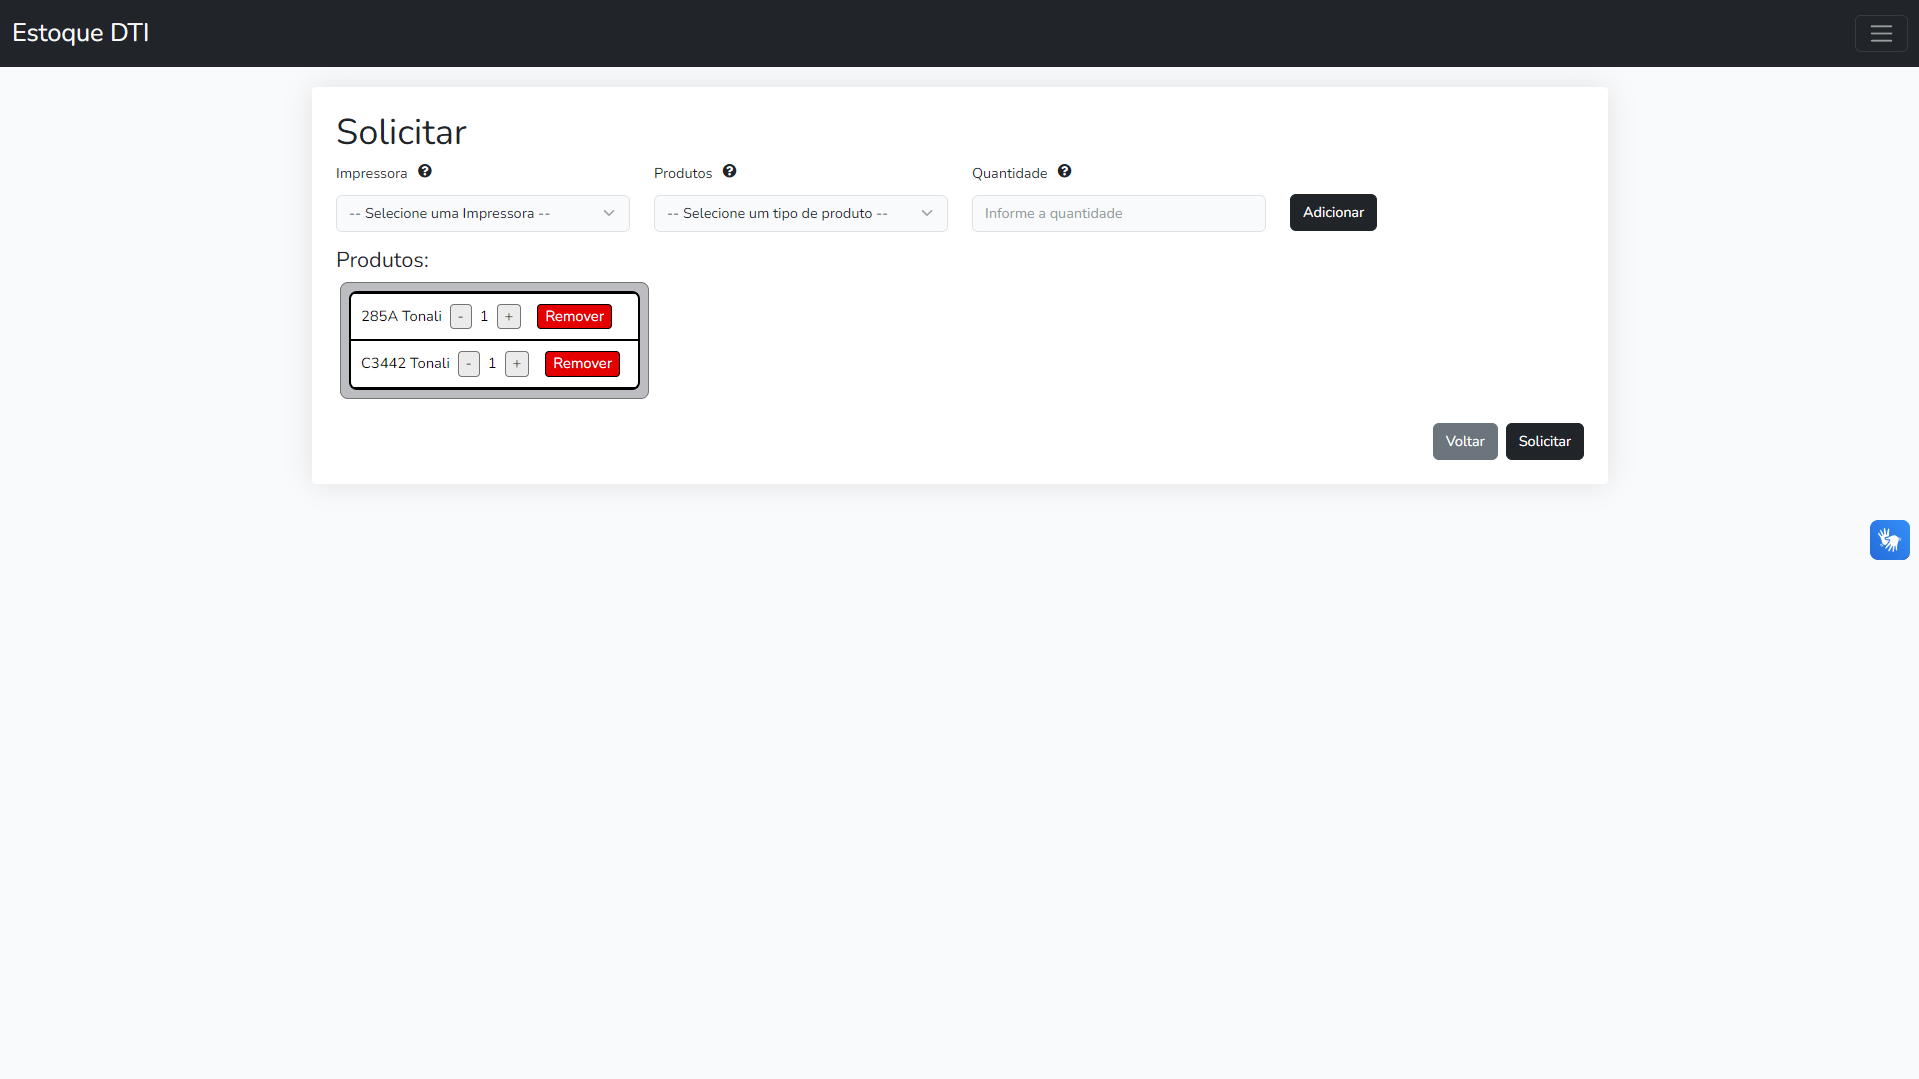 Estoque DTI
Solicitar
Impressora
Produtos
Quantidade
-- Selecione uma Impressora --
-- Selecione um tipo de produto --
Informe a quantidade
Adicionar
Produtos:
285A Tonali - 1 + Remover
C3442 Tonali - 1 + Remover
Voltar
Solicitar